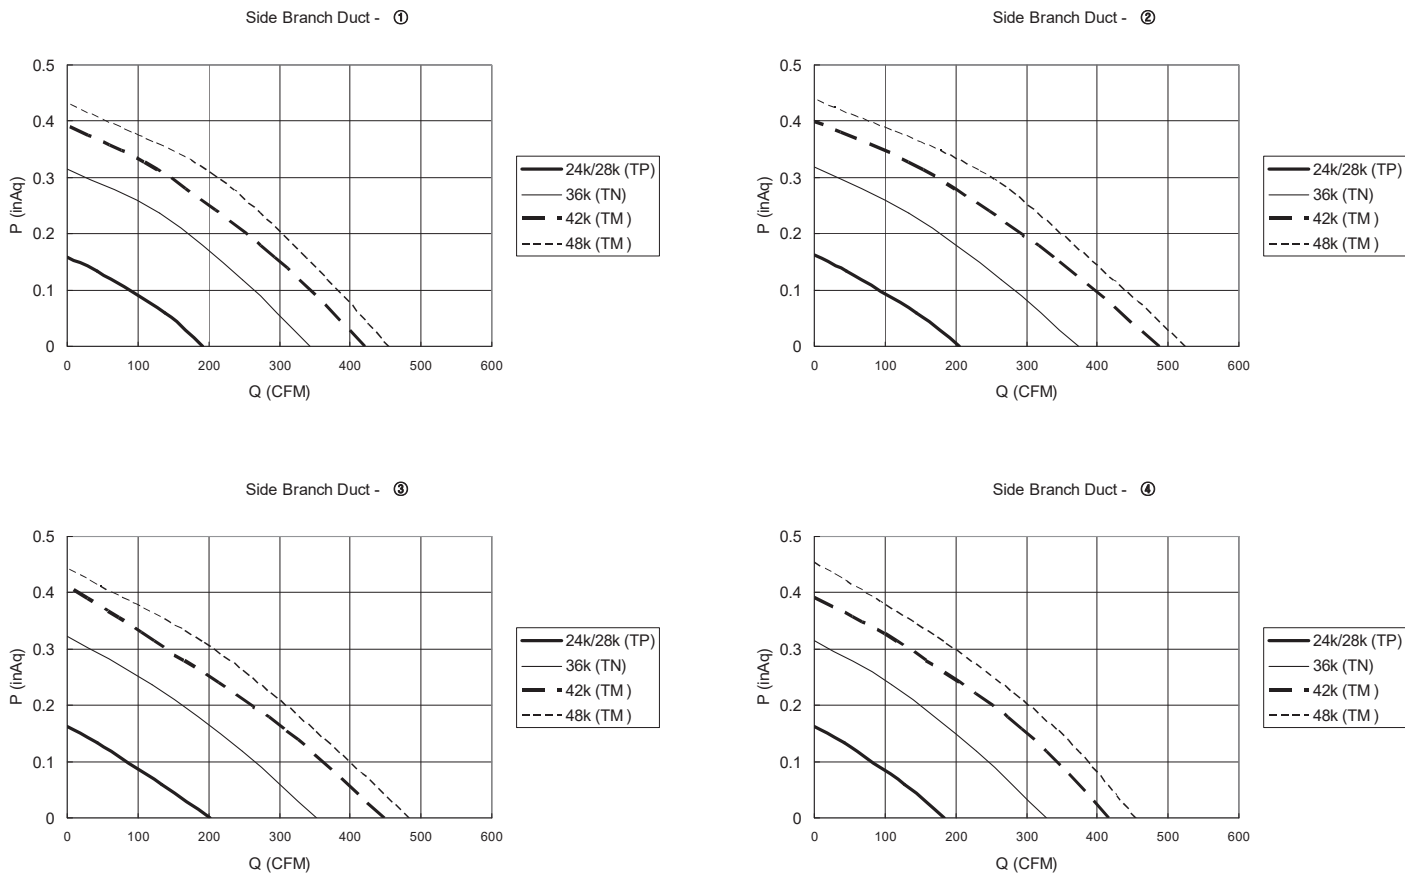 Side Branch Duct - ①
0.5
0.4
0.3
0.2
0.1
0
P (inAq)
0 100 200 300 400 500 600
Q (CFM)
24k/28k (TP)
36k (TN)
42k (TM )
48k (TM )
Side Branch Duct - ②
0.5
0.4
0.3
0.2
0.1
0
P (inAq)
0 100 200 300 400 500 600
Q (CFM)
24k/28k (TP)
36k (TN)
42k (TM )
48k (TM )
Side Branch Duct - ③
0.5
0.4
0.3
0.2
0.1
0
P (inAq)
0 100 200 300 400 500 600
Q (CFM)
24k/28k (TP)
36k (TN)
42k (TM )
48k (TM )
Side Branch Duct - ④
0.5
0.4
0.3
0.2
0.1
0
P (inAq)
0 100 200 300 400 500 600
Q (CFM)
24k/28k (TP)
36k (TN)
42k (TM )
48k (TM )